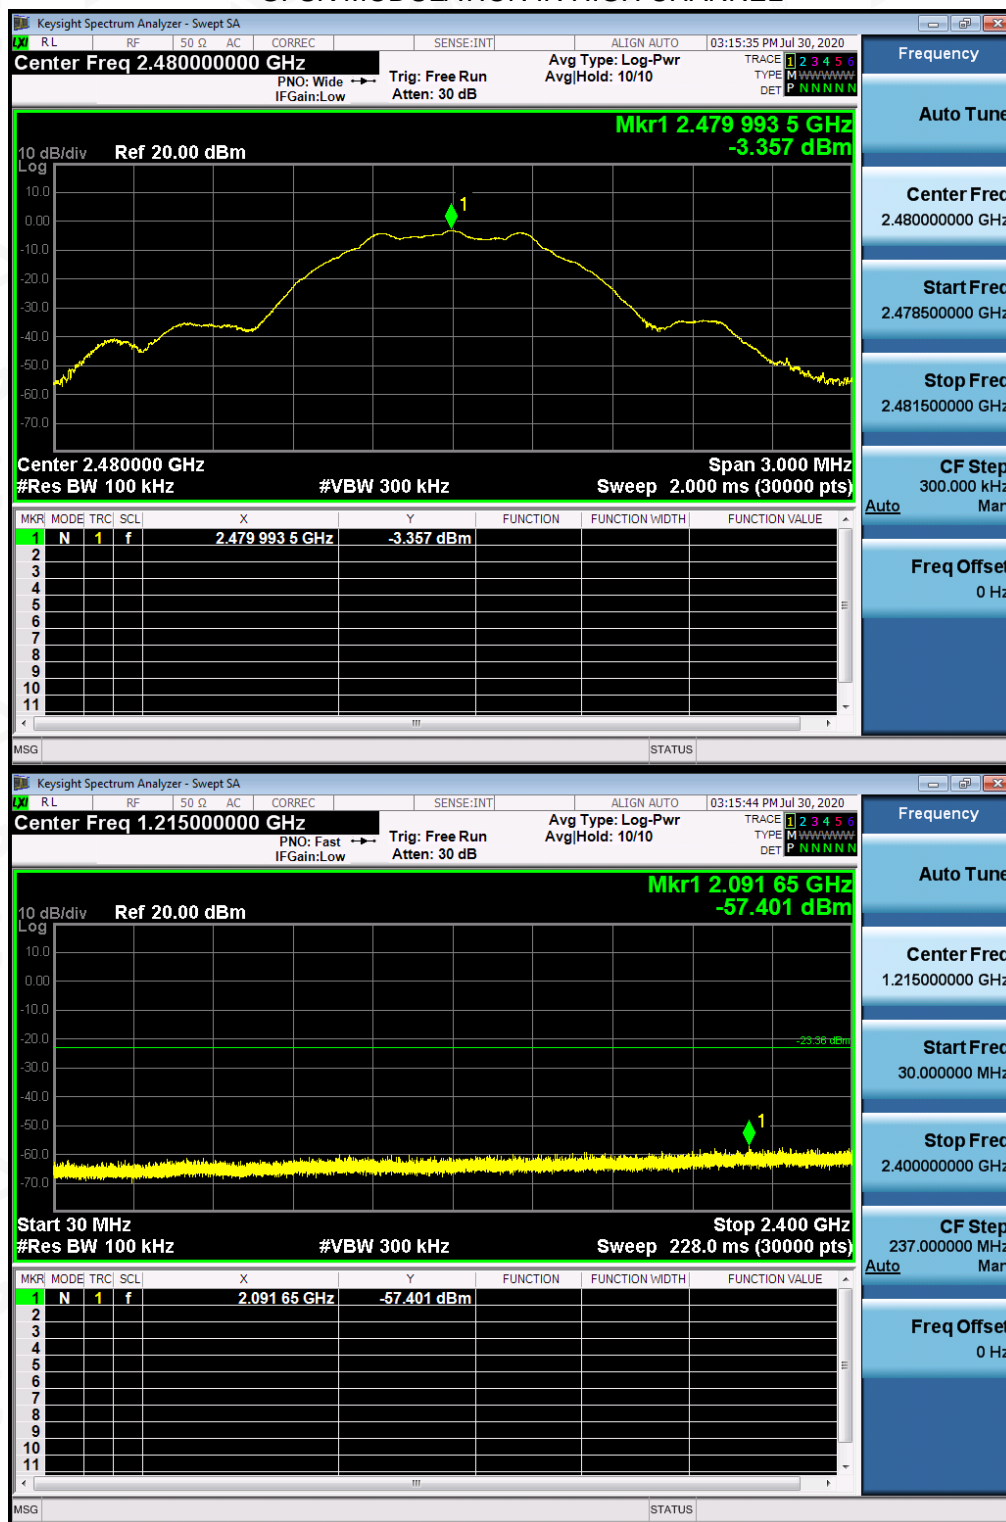 Keysight Spectrum Analyzer - Swept SA
LXI RL RF 50 Ω AC CORREC SENSE:INT ALIGN AUTO 03:15:35 PM Jul 30, 2020
Center Freq 2.480000000 GHz
PNO: Wide
IFGain:Low
Trig: Free Run
Atten: 30 dB
Avg Type: Log-Pwr
Avg|Hold: 10/10
TRACE 1 2 3 4 5 6
TYPE M WWWWW
DET P N N N N N
Mkr1 2.479 993 5 GHz
-3.357 dBm
10 dB/div Ref 20.00 dBm
Log
10.0
0.00
-10.0
-20.0
-30.0
-40.0
-50.0
-60.0
-70.0
1
Center 2.480000 GHz Span 3.000 MHz
#Res BW 100 kHz #VBW 300 kHz Sweep 2.000 ms (30000 pts)
MKR MODE TRC SCL X Y FUNCTION FUNCTION WIDTH FUNCTION VALUE
1 N 1 f 2.479 993 5 GHz -3.357 dBm
2
3
4
5
6
7
8
9
10
11
MSG STATUS
Frequency
Auto Tune
Center Freq
2.480000000 GHz
Start Freq
2.478500000 GHz
Stop Freq
2.481500000 GHz
CF Step
300.000 kHz
Auto Man
Freq Offset
0 Hz
Keysight Spectrum Analyzer - Swept SA
LXI RL RF 50 Ω AC CORREC SENSE:INT ALIGN AUTO 03:15:44 PM Jul 30, 2020
Center Freq 1.215000000 GHz
PNO: Fast
IFGain:Low
Trig: Free Run
Atten: 30 dB
Avg Type: Log-Pwr
Avg|Hold: 10/10
TRACE 1 2 3 4 5 6
TYPE M WWWWW
DET P N N N N N
Mkr1 2.091 65 GHz
-57.401 dBm
10 dB/div Ref 20.00 dBm
Log
10.0
0.00
-10.0
-20.0
-30.0
-40.0
-50.0
-60.0
-70.0
-23.36 dBm
1
Start 30 MHz Stop 2.400 GHz
#Res BW 100 kHz #VBW 300 kHz Sweep 228.0 ms (30000 pts)
MKR MODE TRC SCL X Y FUNCTION FUNCTION WIDTH FUNCTION VALUE
1 N 1 f 2.091 65 GHz -57.401 dBm
2
3
4
5
6
7
8
9
10
11
MSG STATUS
Frequency
Auto Tune
Center Freq
1.215000000 GHz
Start Freq
30.000000 MHz
Stop Freq
2.400000000 GHz
CF Step
237.000000 MHz
Auto Man
Freq Offset
0 Hz